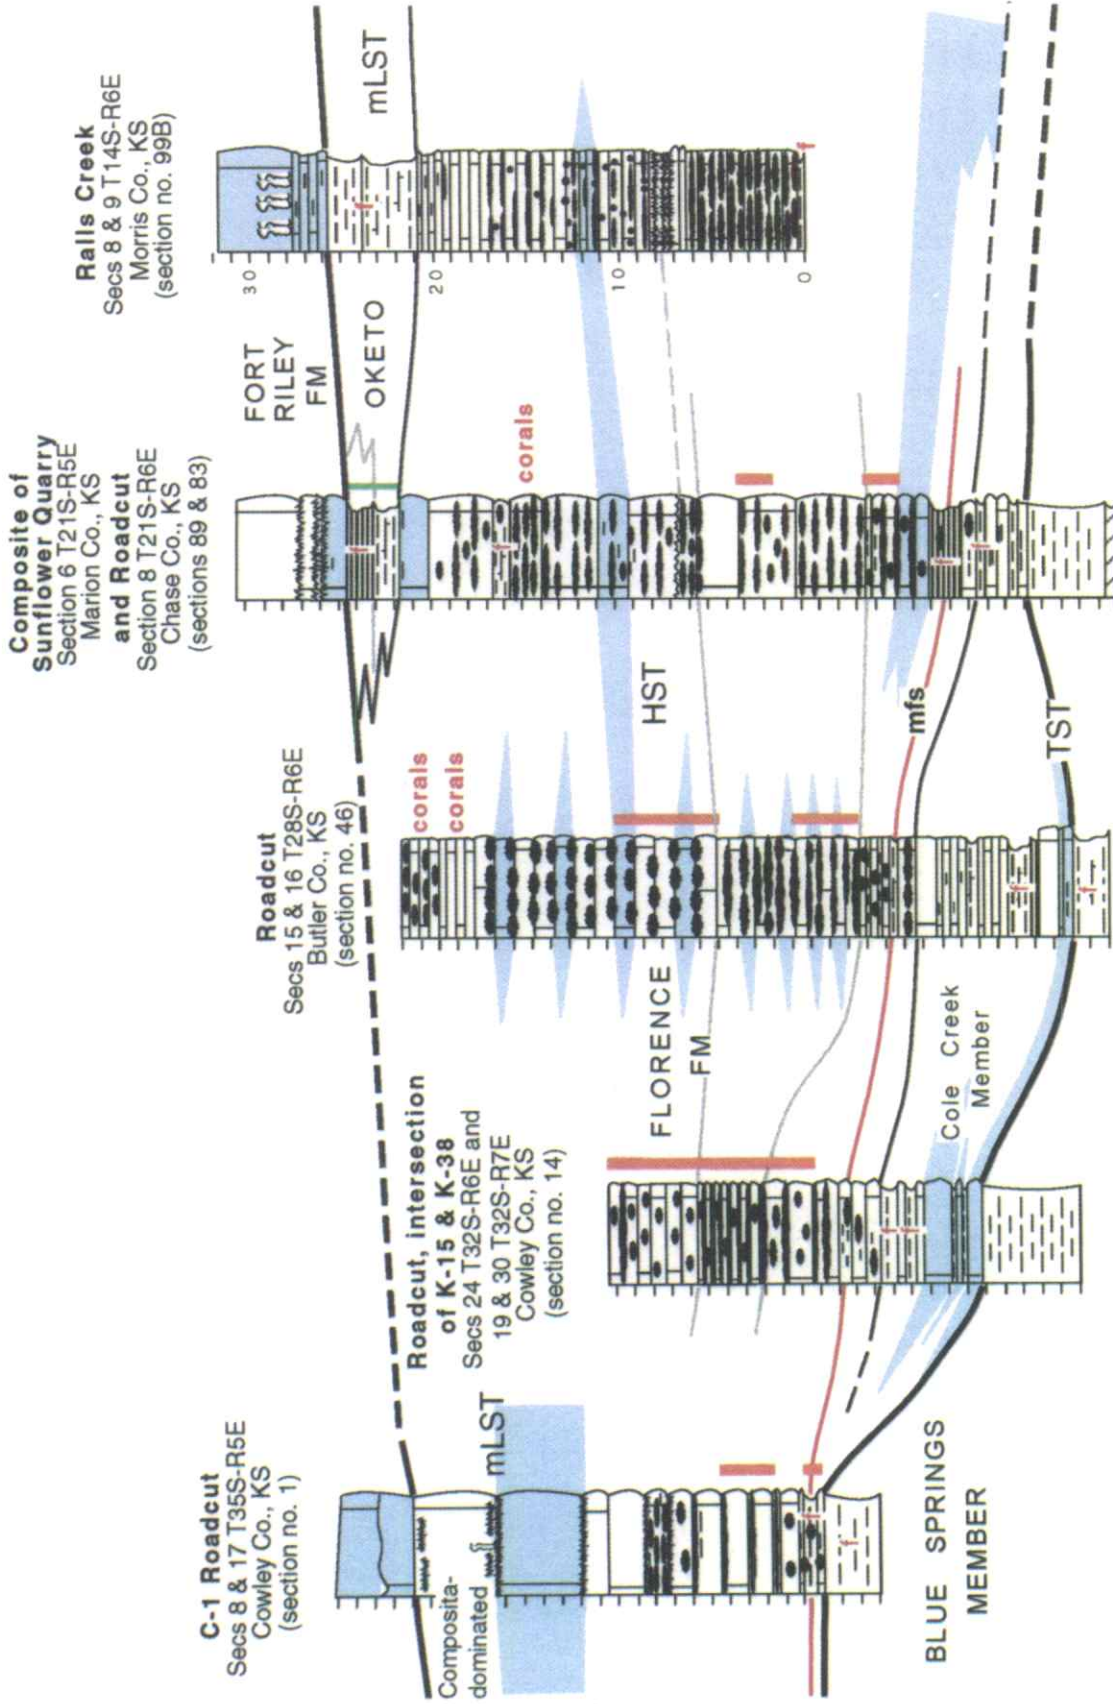 C-1 Roadcut
Secs 8 & 17 T35S-R5E
Cowley Co., KS
(section no. 1)
Roadcut, intersection
of K-15 & K-38
Secs 24 T32S-R6E and
19 & 30 T32S-R7E
Cowley Co., KS
(section no. 14)
Roadcut
Secs 15 & 16 T28S-R6E
Butler Co., KS
(section no. 46)
Composite of
Sunflower Quarry
Section 6 T21S-R5E
Marion Co., KS
and Roadcut
Section 8 T21S-R6E
Chase Co., KS
(sections 89 & 83)
Ralls Creek
Secs 8 & 9 T14S-R6E
Morris Co., KS
(section no. 99B)
FORT
RILEY
FM
OKETO
mLST
30
20
10
0
f
f
corals
corals
corals
f
f
f
f
HST
mfs
TST
f
f
FLORENCE
FM
Cole Creek
Member
f
f
mLST
Composita-
dominated
f
f
BLUE SPRINGS
MEMBER